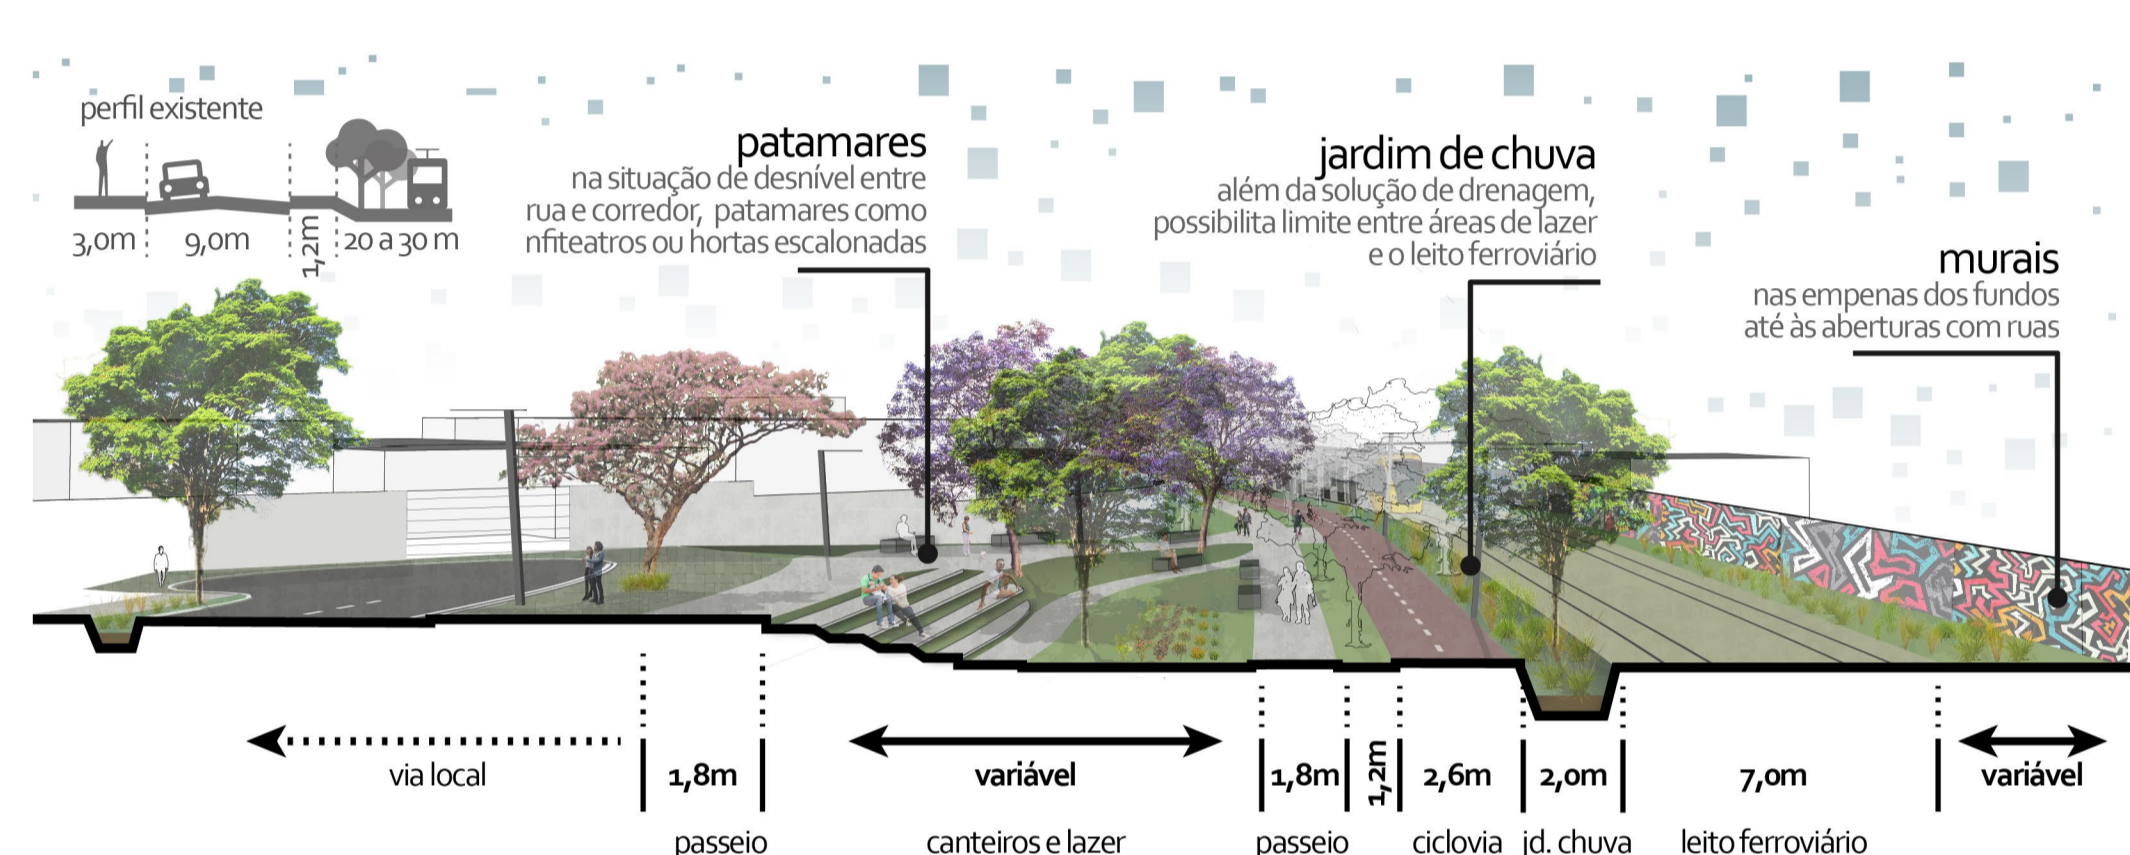 perfil existente
3,0m
9,0m
1,2m
20 a 30 m
patamares
na situação de desnível entre
rua e corredor, patamares como
nfiteatros ou hortas escalonadas
jardim de chuva
além da solução de drenagem,
possibilita limite entre áreas de lazer
e o leito ferroviário
murais
nas empenas dos fundos
até às aberturas com ruas
via local
1,8m
passeio
variável
canteiros e lazer
1,8m
passeio
1,2m
2,6m
ciclovia
2,0m
jd. chuva
7,0m
leito ferroviário
variável